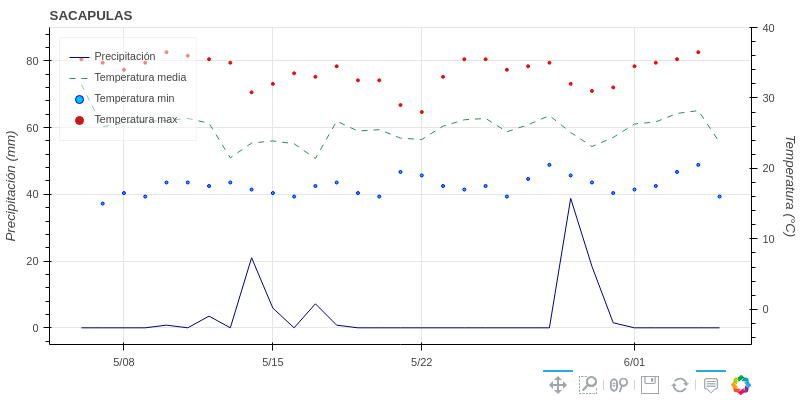 SACAPULAS
Precipitación
Temperatura media
Temperatura min
Temperatura max
Precipitación (mm)
80
60
40
20
0
Temperatura (°C)
40
30
20
10
0
5/08
5/15
5/22
6/01